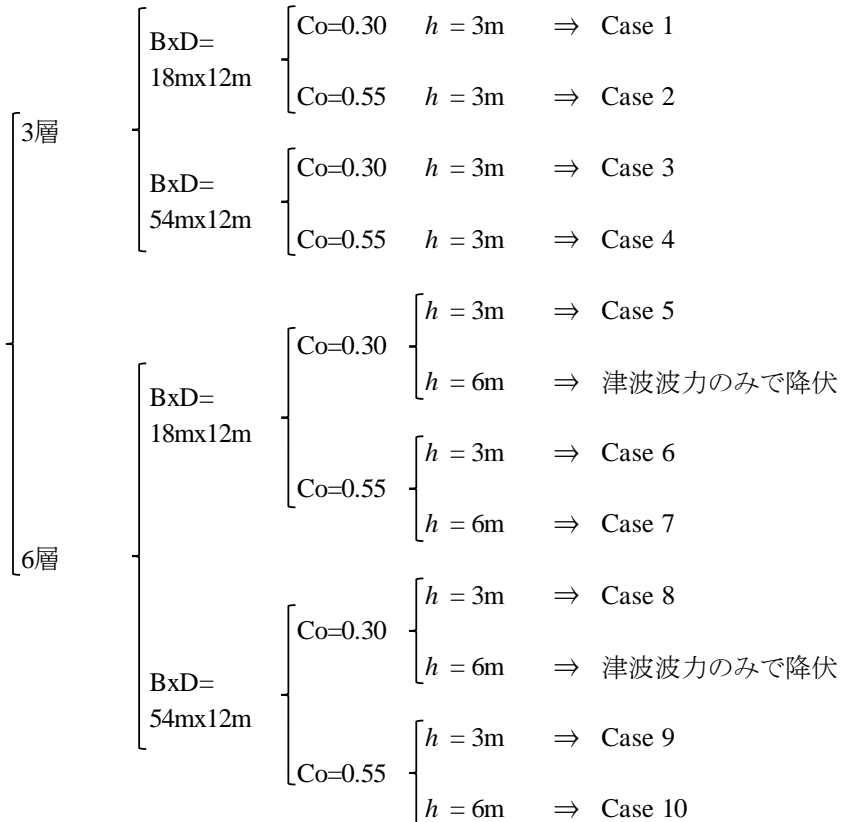 3層
BxD=
18mx12m
Co=0.30 h = 3m ⇒ Case 1
Co=0.55 h = 3m ⇒ Case 2
BxD=
54mx12m
Co=0.30 h = 3m ⇒ Case 3
Co=0.55 h = 3m ⇒ Case 4
6層
BxD=
18mx12m
Co=0.30
h = 3m ⇒ Case 5
h = 6m ⇒ 津波波力のみで降伏
Co=0.55
h = 3m ⇒ Case 6
h = 6m ⇒ Case 7
BxD=
54mx12m
Co=0.30
h = 3m ⇒ Case 8
h = 6m ⇒ 津波波力のみで降伏
Co=0.55
h = 3m ⇒ Case 9
h = 6m ⇒ Case 10